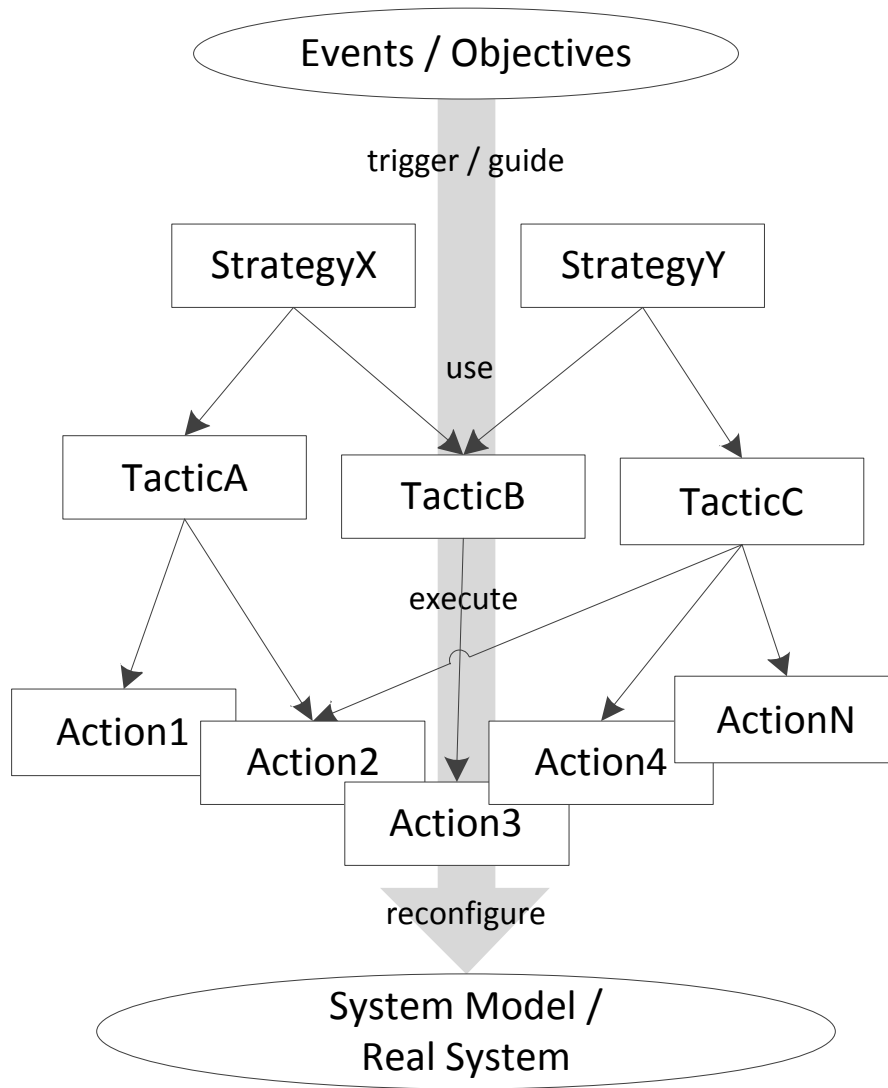 Events / Objectives
trigger / guide
StrategyX
StrategyY
use
TacticA
TacticB
TacticC
execute
Action1
Action2
Action3
Action4
ActionN
reconfigure
System Model /
Real System